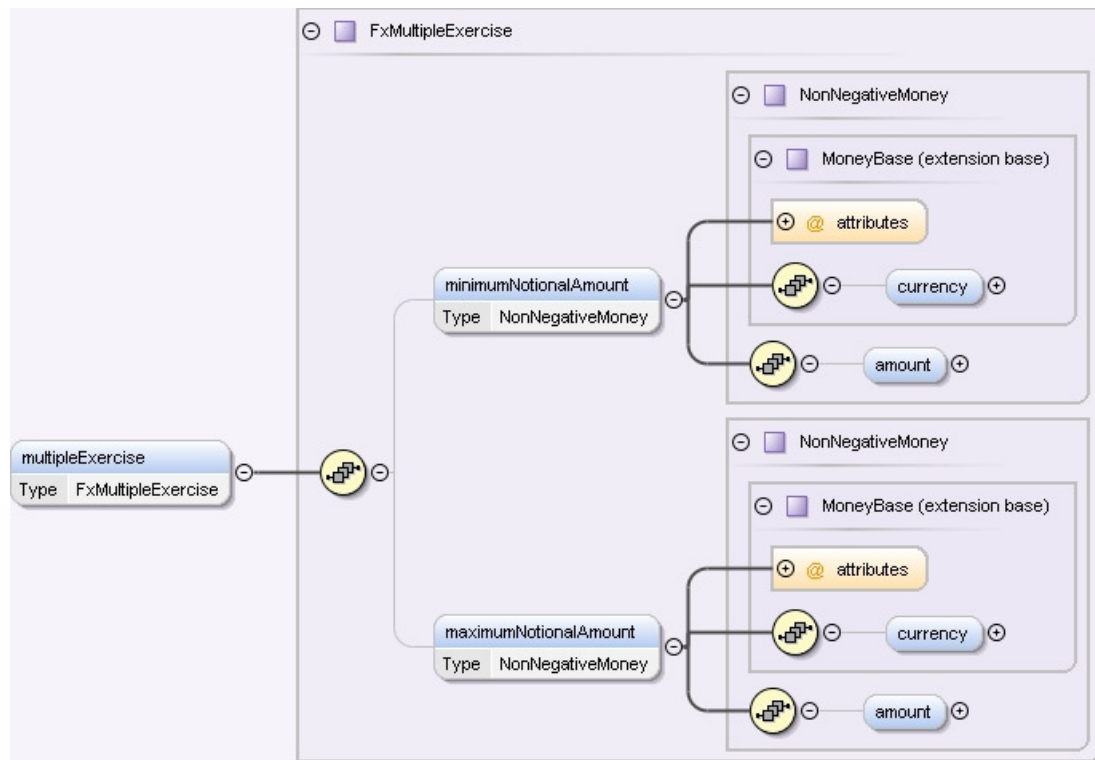 FxMultipleExercise
NonNegativeMoney
MoneyBase (extension base)
@ attributes
minimumNotionalAmount
currency
Type NonNegativeMoney
amount
multipleExercise
Type FxMultipleExercise
NonNegativeMoney
MoneyBase (extension base)
@ attributes
maximumNotionalAmount
currency
Type NonNegativeMoney
amount